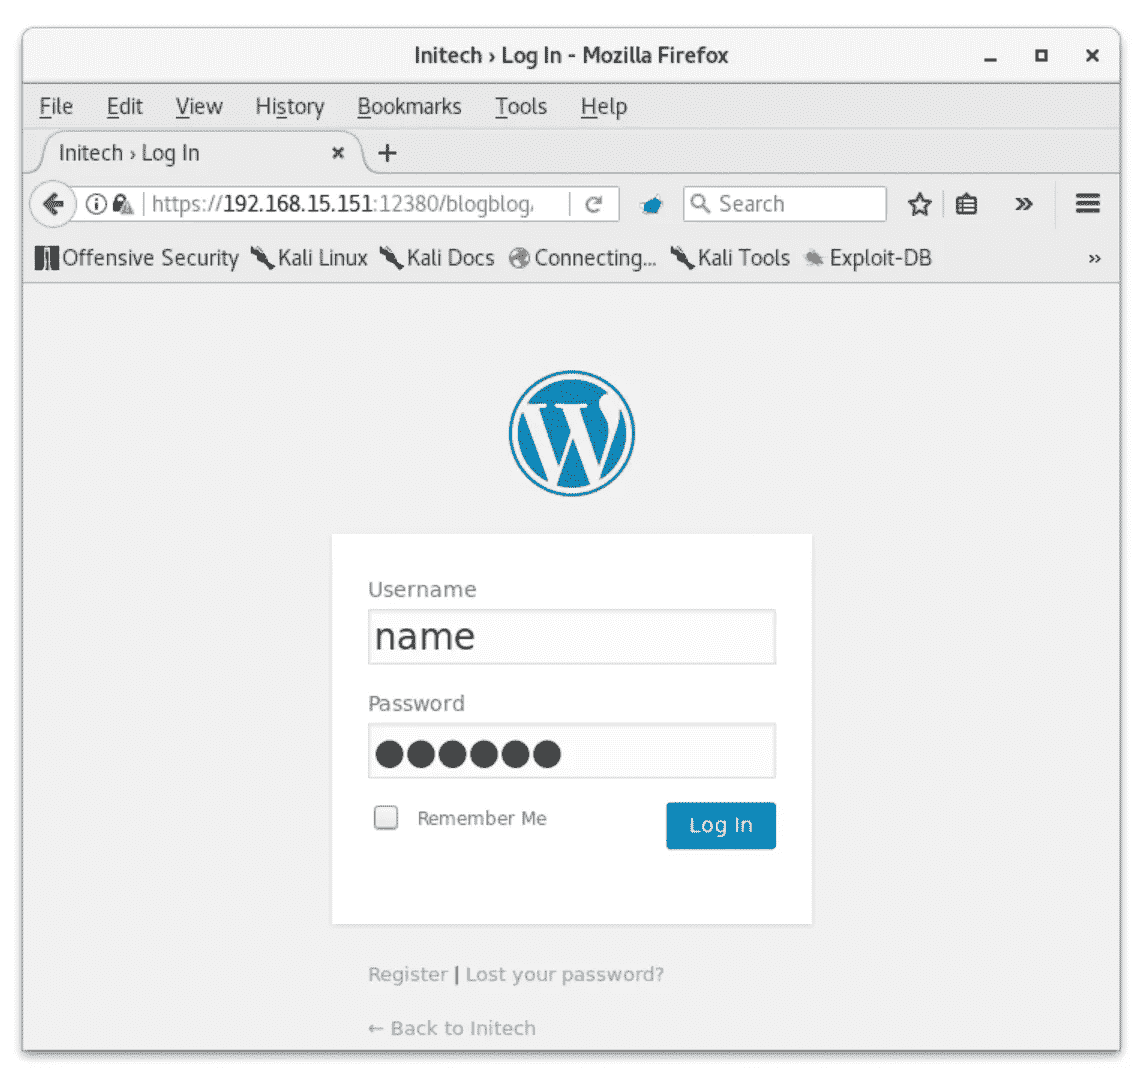 Initech › Log In - Mozilla Firefox
File Edit View History Bookmarks Tools Help
Initech › Log In
https://192.168.15.151:12380/blogblog/ Search
Offensive Security Kali Linux Kali Docs Connecting... Kali Tools Exploit-DB »
Username
name
Password
●●●●●●
Remember Me Log In
Register | Lost your password?
← Back to Initech